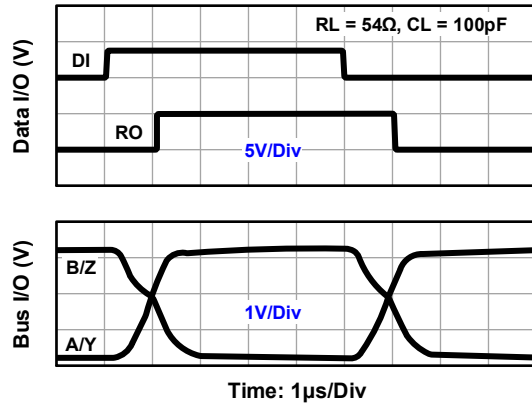 RL = 54Ω, CL = 100pF
DI
Data I/O (V)
RO
5V/Div
B/Z
Bus I/O (V)
1V/Div
A/Y
Time: 1µs/Div